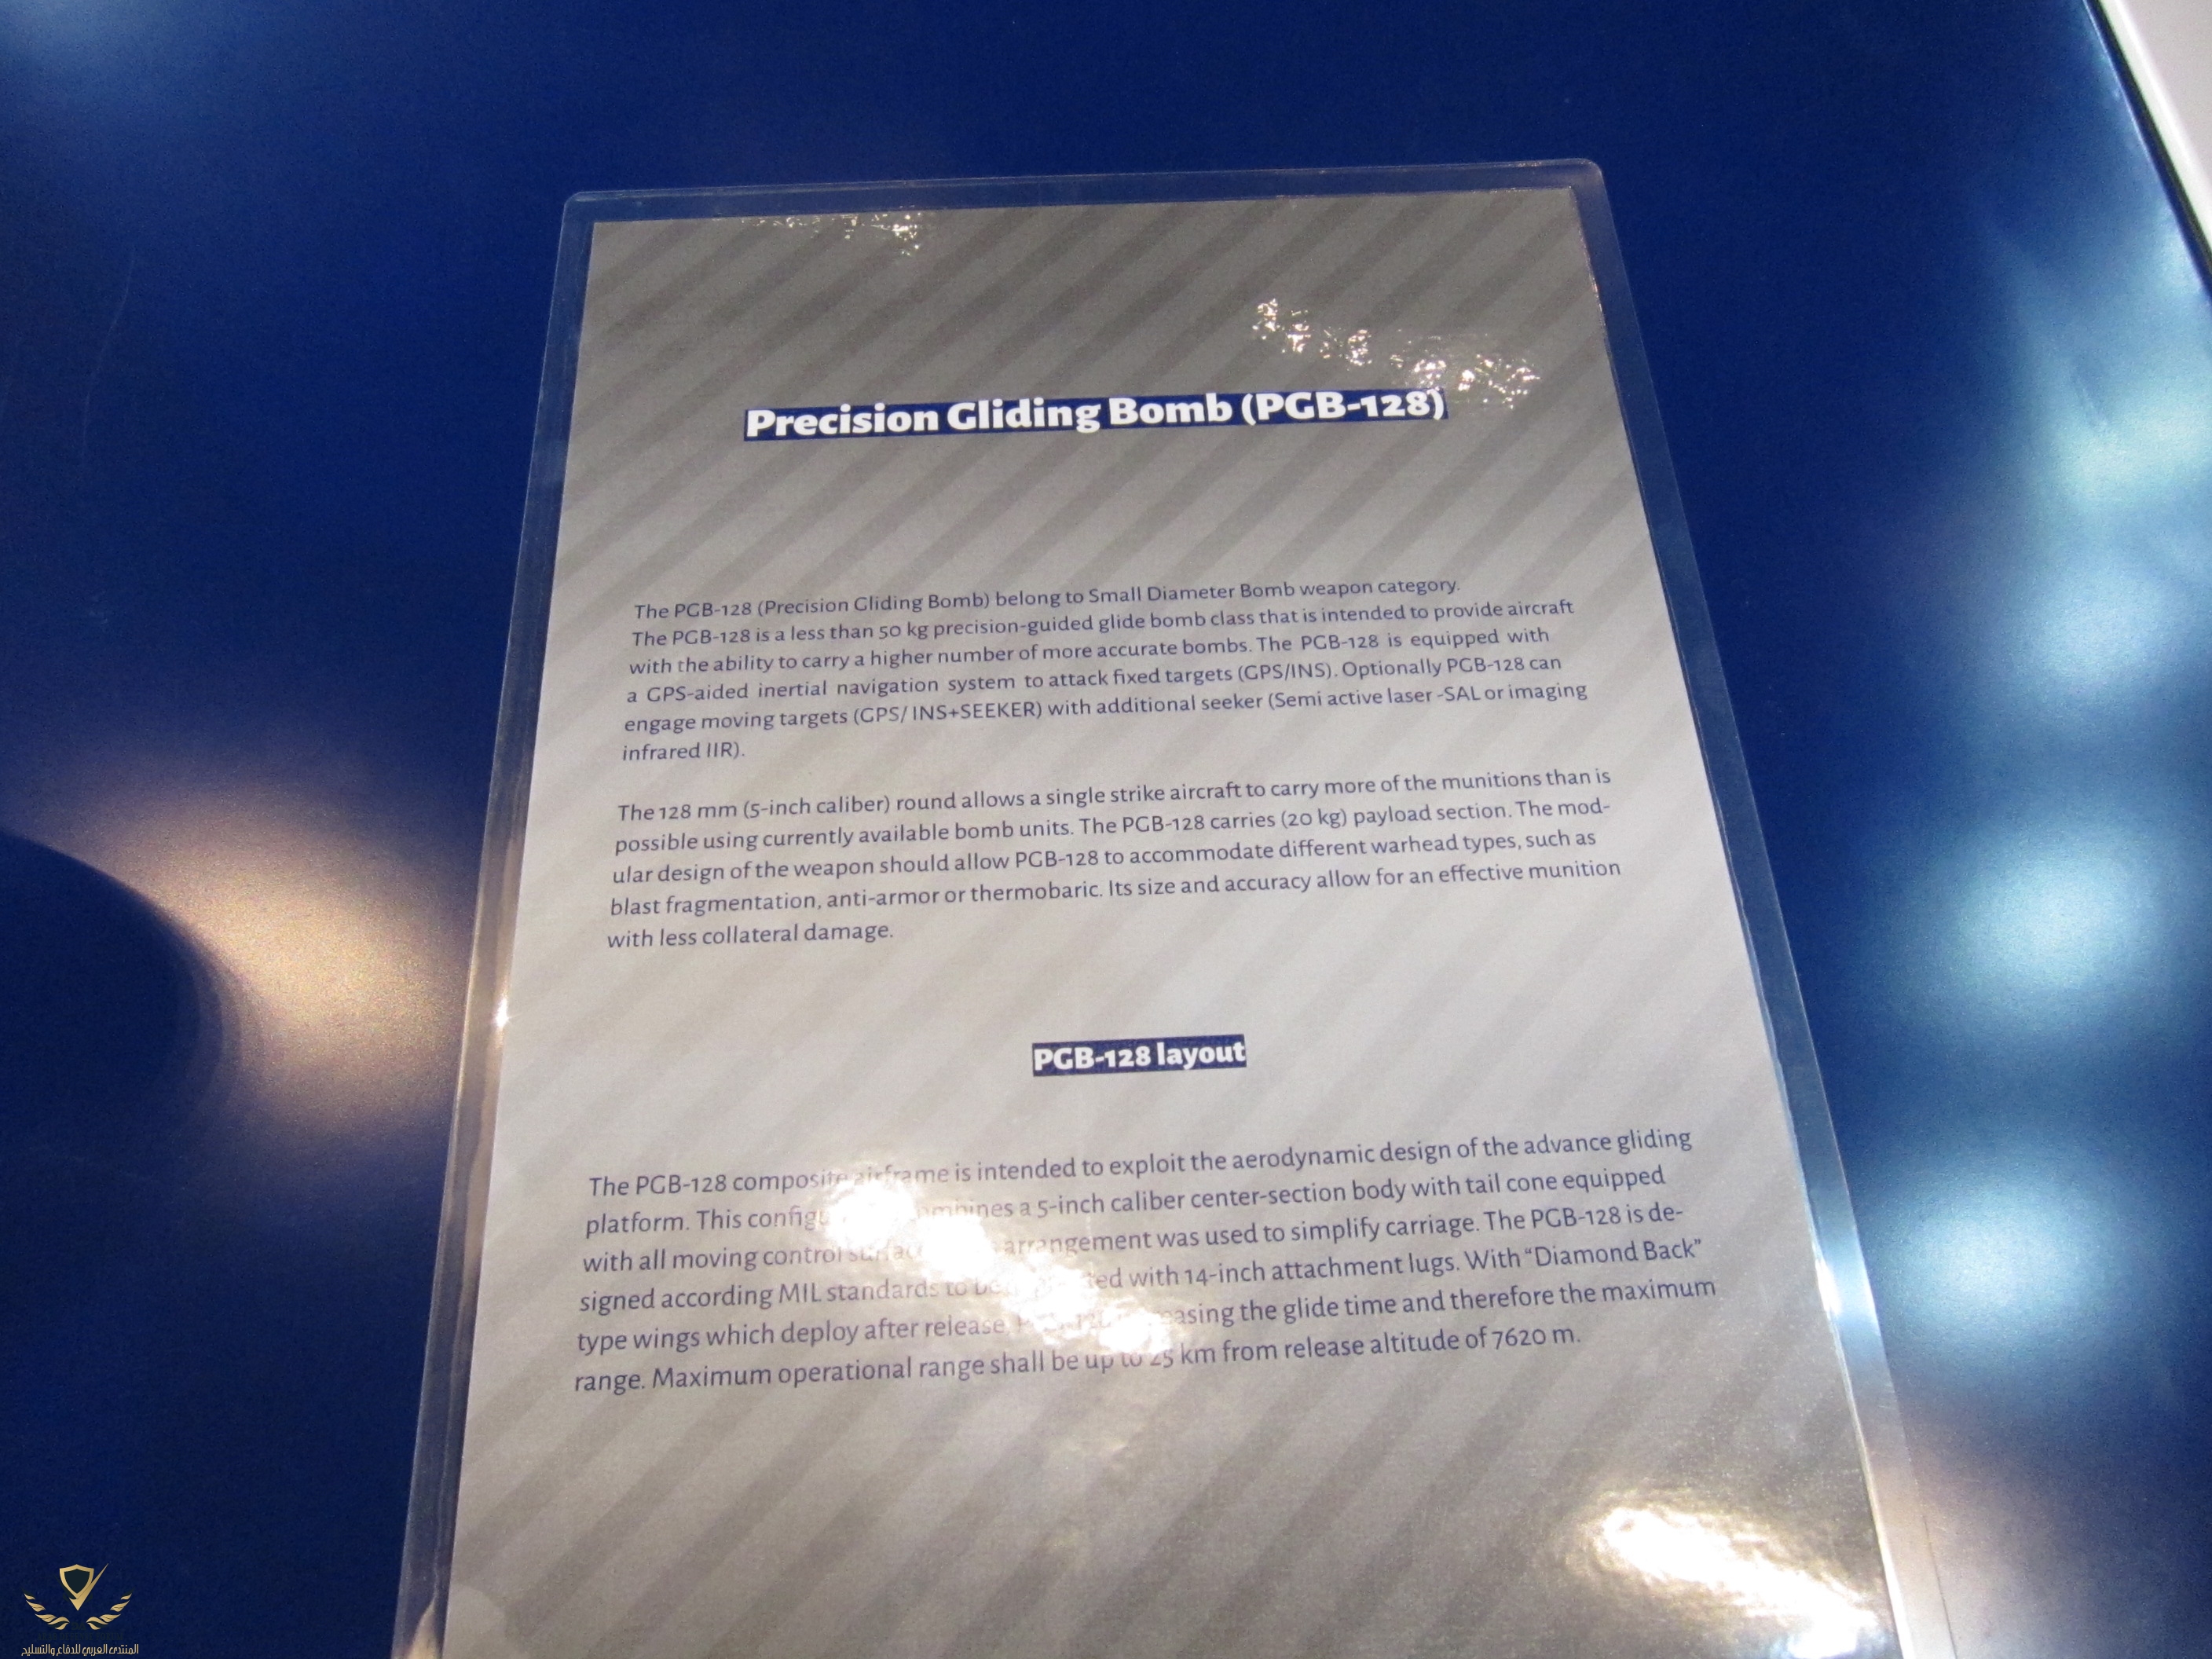 Precision Gliding Bomb (PGB-128)
The PGB-128 (Precision Gliding Bomb) belong to Small Diameter Bomb weapon category.
The PGB-128 is a less than 50 kg precision-guided glide bomb class that is intended to provide aircraft
with the ability to carry a higher number of more accurate bombs. The PGB-128 is equipped with
a GPS-aided inertial navigation system to attack fixed targets (GPS/INS). Optionally PGB-128 can
engage moving targets (GPS/ INS+SEEKER) with additional seeker (Semi active laser -SAL or imaging
infrared IIR).
The 128 mm (5-inch caliber) round allows a single strike aircraft to carry more of the munitions than is
possible using currently available bomb units. The PGB-128 carries (20 kg) payload section. The mod-
ular design of the weapon should allow PGB-128 to accommodate different warhead types, such as
blast fragmentation, anti-armor or thermobaric. Its size and accuracy allow for an effective munition
with less collateral damage.
PGB-128 layout
The PGB-128 composite airframe is intended to exploit the aerodynamic design of the advance gliding
platform. This combines a 5-inch caliber center-section body with tail cone equipped
with all moving control arrangement was used to simplify carriage. The PGB-128 is de-
signed according MIL standards to be with 14-inch attachment lugs. With "Diamond Back"
type wings which deploy after release, the glide time and therefore the maximum
range. Maximum operational range shall be up to 25 km from release altitude of 7620 m.
المنتدى العربي للدفاع والتسليح